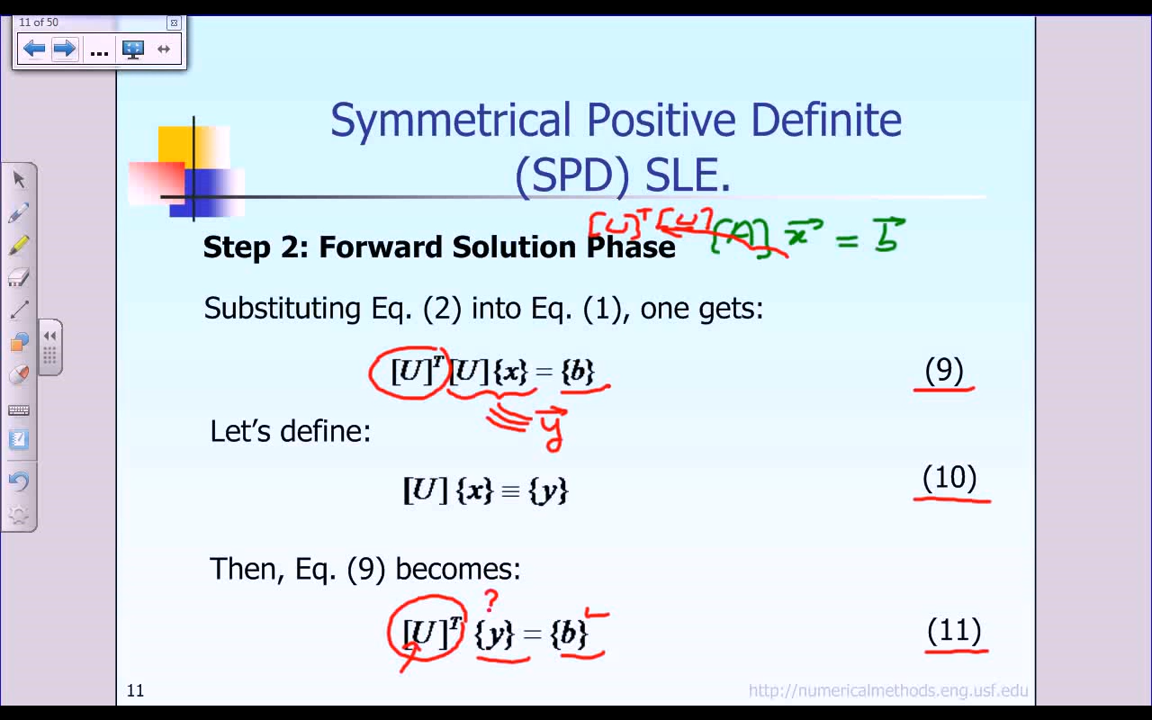 11 of 50
...
Symmetrical Positive Definite
(SPD) SLE.
[U]ᵀ [U] [A] x⃗ = b⃗
Step 2: Forward Solution Phase
Substituting Eq. (2) into Eq. (1), one gets:
[U]ᵀ[U]{x} = {b} (9)
≡ y⃗
Let's define:
[U] {x} ≡ {y} (10)
Then, Eq. (9) becomes:
?
[U]ᵀ {y} = {b} (11)
11 http://numericalmethods.eng.usf.edu